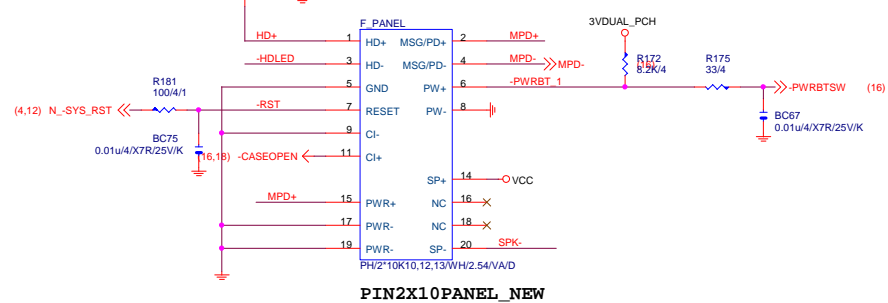 F_PANEL
3VDUAL_PCH
HD+ 1 HD+ MSG/PD+ 2 MPD+
-HDLED 3 HD- MSG/PD- 4 MPD- MPD- (16)
R172
8.2K/4
R175
33/4
5 GND PW+ 6 -PWRBT_1 -PWRBTSW (16)
R181
100/4/1
(4,12) N_-SYS_RST -RST 7 RESET PW- 8
BC67
0.01u/4/X7R/25V/K
9 CI-
BC75
0.01u/4/X7R/25V/K
(16,18) -CASEOPEN 11 CI+
SP+ 14 VCC
MPD+ 15 PWR+ NC 16
17 PWR- NC 18
19 PWR- SP- 20 SPK-
PH/2*10K10,12,13/WH/2.54/VA/D
PIN2X10PANEL_NEW